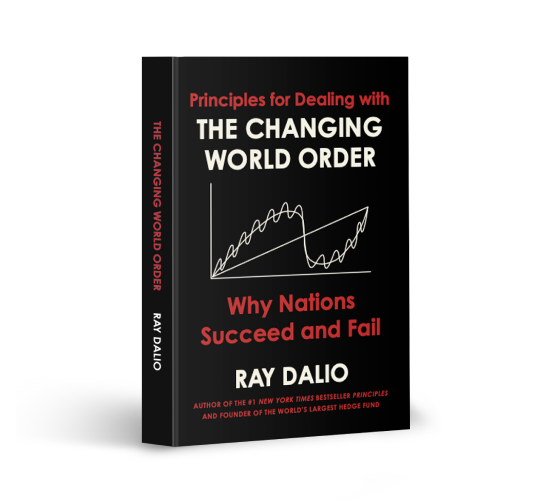 Principles for Dealing with
THE CHANGING
WORLD ORDER
Why Nations
Succeed and Fail
RAY DALIO
AUTHOR OF THE #1 NEW YORK TIMES BESTSELLER PRINCIPLES
AND FOUNDER OF THE WORLD'S LARGEST HEDGE FUND
THE CHANGING WORLD ORDER
RAY DALIO